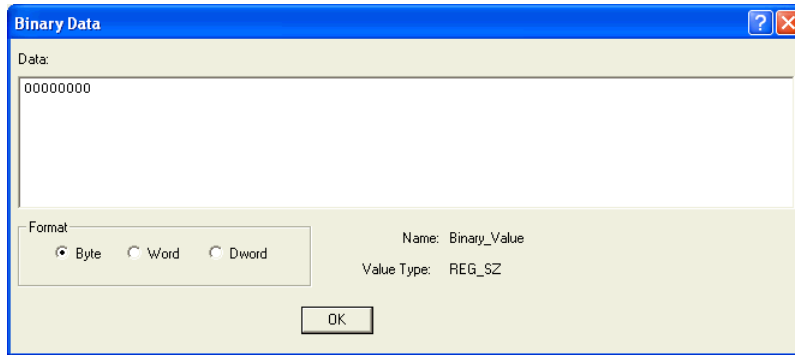 Binary Data
Data:
00000000
Format
Byte Word Dword
Name: Binary_Value
Value Type: REG_SZ
OK